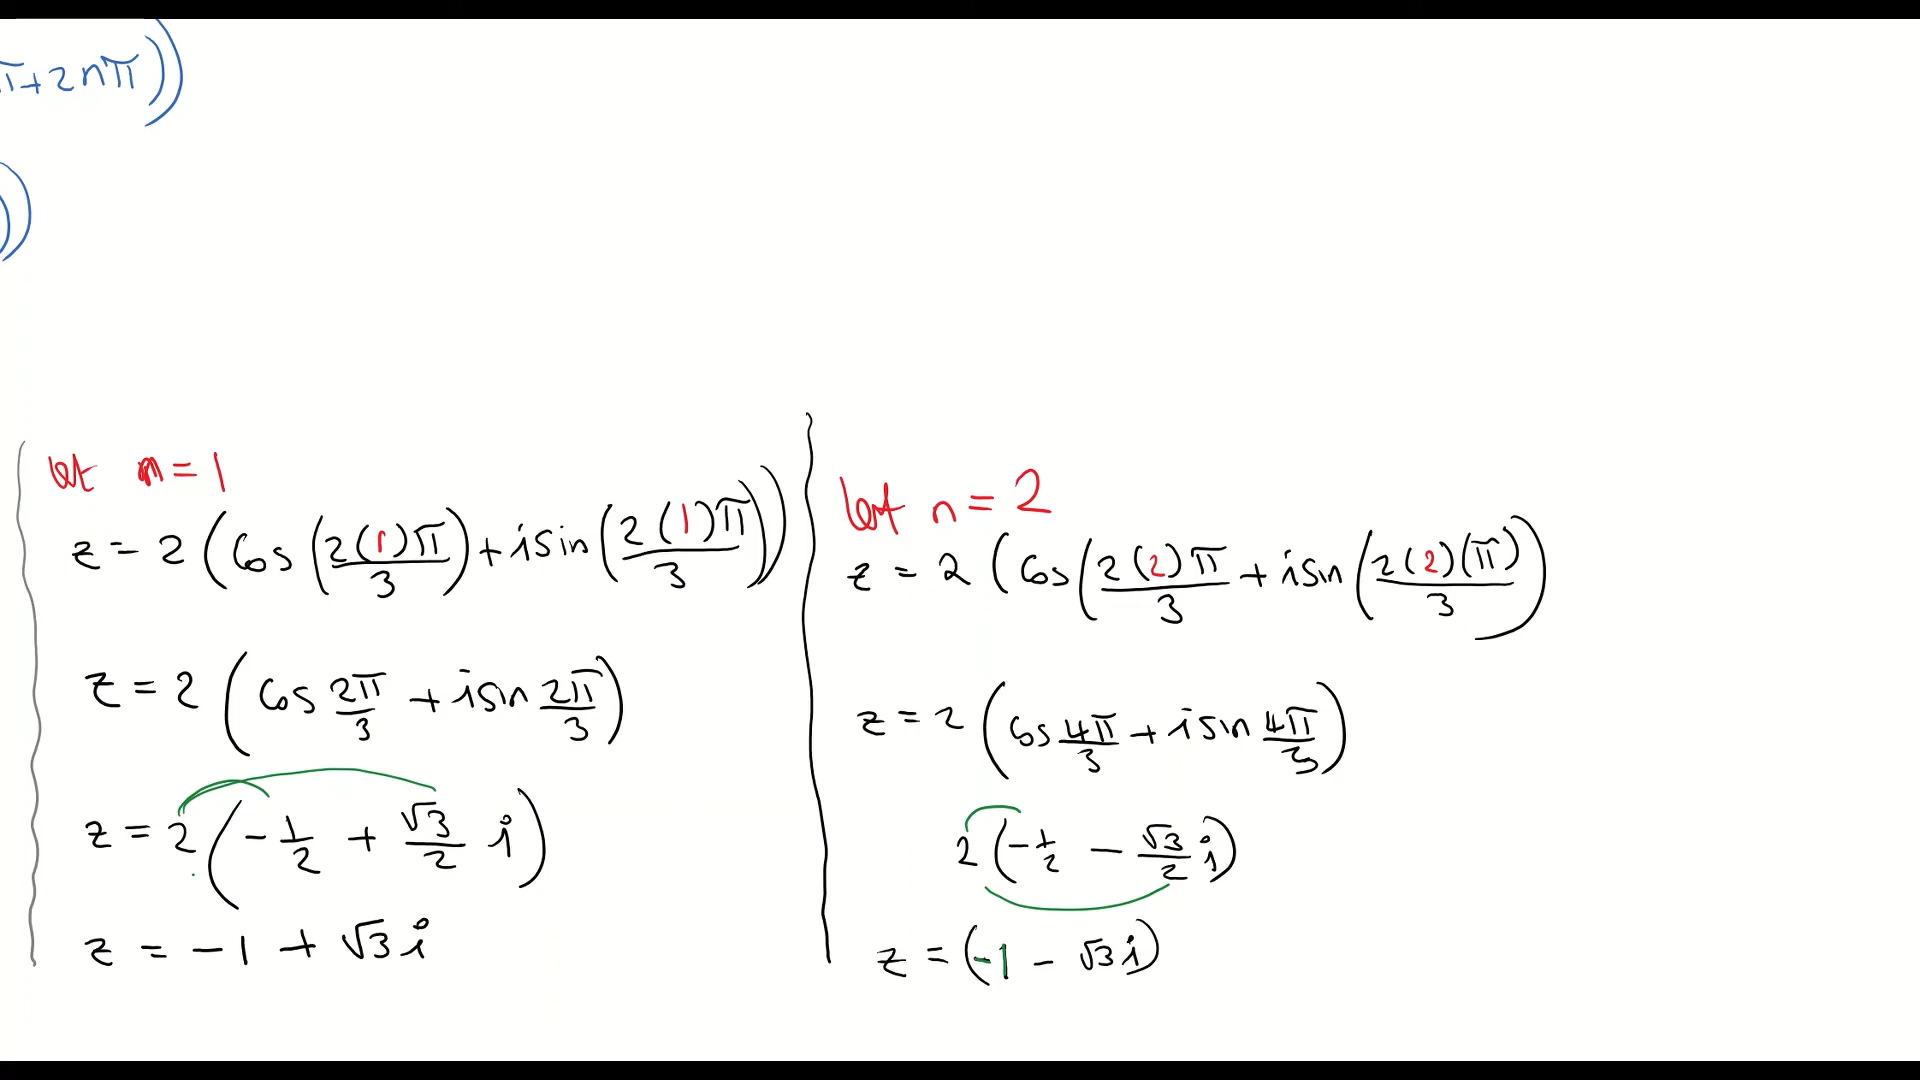 π+2nπ))
))
let n=1
z = 2 (Cos (2(1)π/3) + i sin (2(1)π/3))
z = 2 (Cos 2π/3 + i sin 2π/3)
z = 2 (-1/2 + √3/2 i)
z = -1 + √3 i
let n = 2
z = 2 (Cos (2(2)π/3 + i sin (2(2)(π)/3)
z = 2 (Cos 4π/3 + i sin 4π/3)
2 (-1/2 - √3/2 i)
z = (-1 - √3 i)